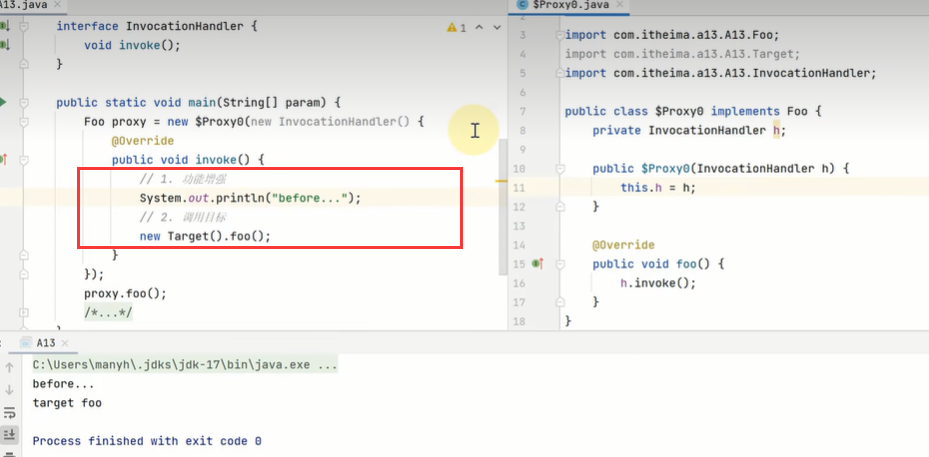 A13.java
interface InvocationHandler {
void invoke();
}
public static void main(String[] param) {
Foo proxy = new $Proxy0(new InvocationHandler() {
@Override
public void invoke() {
// 1. 功能增强
System.out.println("before...");
// 2. 调用目标
new Target().foo();
}
});
proxy.foo();
/*...*/
1
$Proxy0.java
3 import com.itheima.a13.A13.Foo;
4 import com.itheima.a13.A13.Target;
5 import com.itheima.a13.A13.InvocationHandler;
6
7 public class $Proxy0 implements Foo {
8 private InvocationHandler h;
9
10 public $Proxy0(InvocationHandler h) {
11 this.h = h;
12 }
13
14 @Override
15 public void foo() {
16 h.invoke();
17 }
18 }
A13
C:\Users\manyh\.jdks\jdk-17\bin\java.exe ...
before...
target foo
Process finished with exit code 0